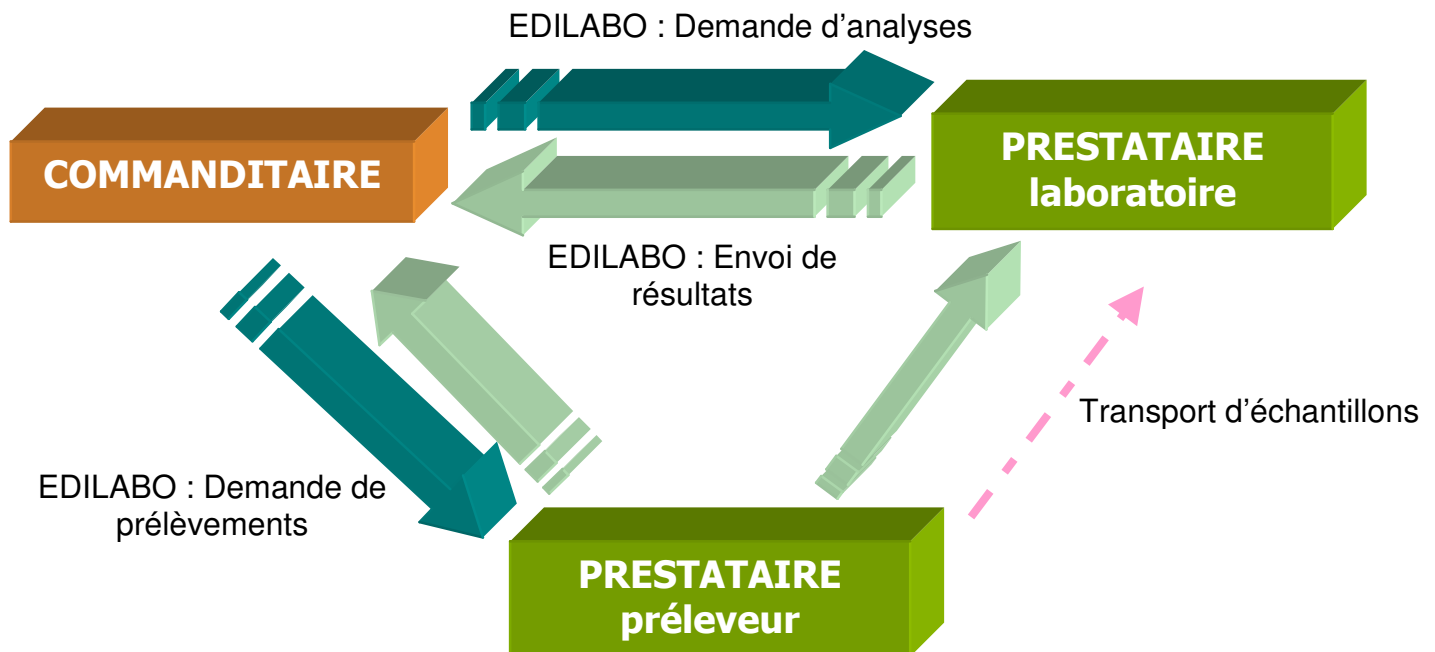 EDILABO : Demande d’analyses
COMMANDITAIRE
PRESTATAIRE
laboratoire
EDILABO : Envoi de
résultats
Transport d’échantillons
EDILABO : Demande de
prélèvements
PRESTATAIRE
préleveur